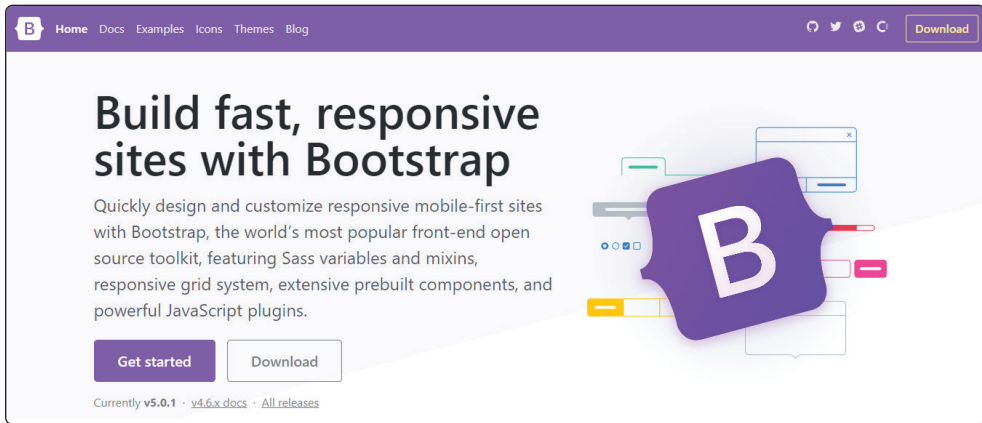 B Home Docs Examples Icons Themes Blog Download
Build fast, responsive
sites with Bootstrap
Quickly design and customize responsive mobile-first sites
with Bootstrap, the world's most popular front-end open
source toolkit, featuring Sass variables and mixins,
responsive grid system, extensive prebuilt components, and
powerful JavaScript plugins.
Get started Download
Currently v5.0.1 · v4.6.x docs · All releases
B